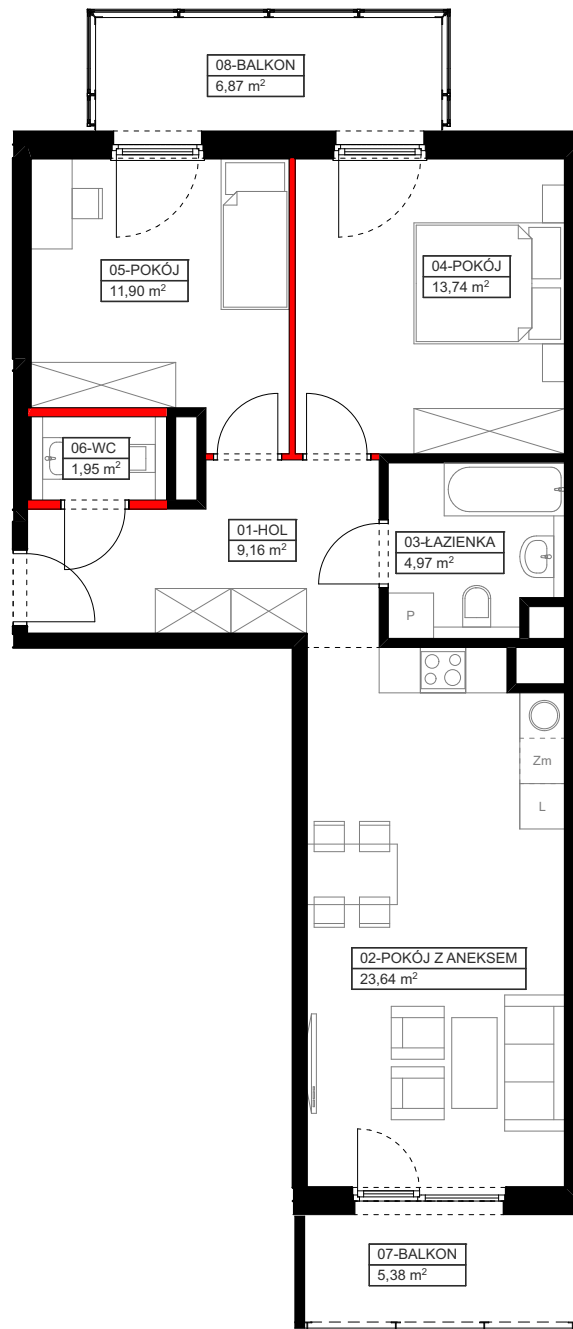 08-BALKON
6,87 m²
05-POKÓJ
11,90 m²
04-POKÓJ
13,74 m²
06-WC
1,95 m²
01-HOL
9,16 m²
03-ŁAZIENKA
4,97 m²
P
Zm
L
02-POKÓJ Z ANEKSEM
23,64 m²
07-BALKON
5,38 m²